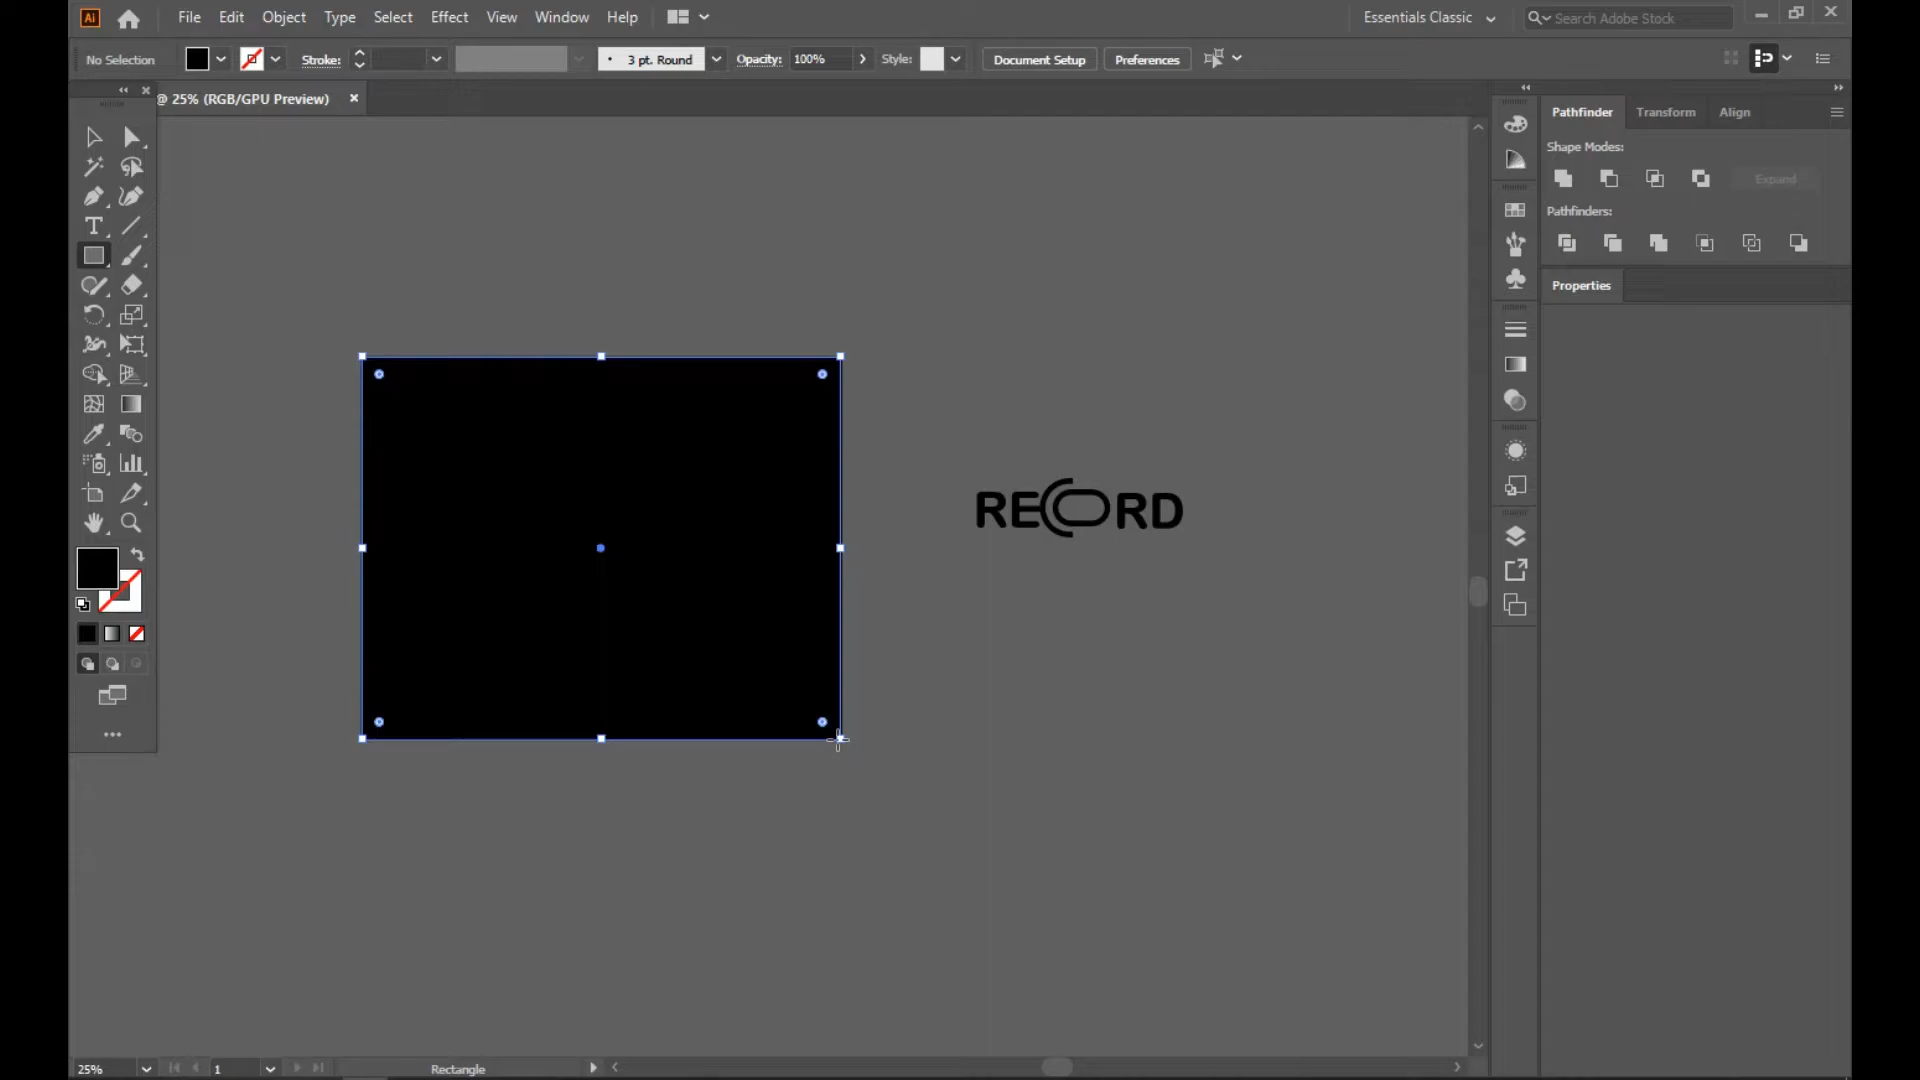 Ai File Edit Object Type Select Effect View Window Help Essentials Classic Search Adobe Stock
No Selection Stroke: 3 pt. Round Opacity: 100% Style: Document Setup Preferences
@ 25% (RGB/GPU Preview)
Pathfinder Transform Align
Shape Modes:
Expand
Pathfinders:
Properties
RECORD
25% 1 Rectangle